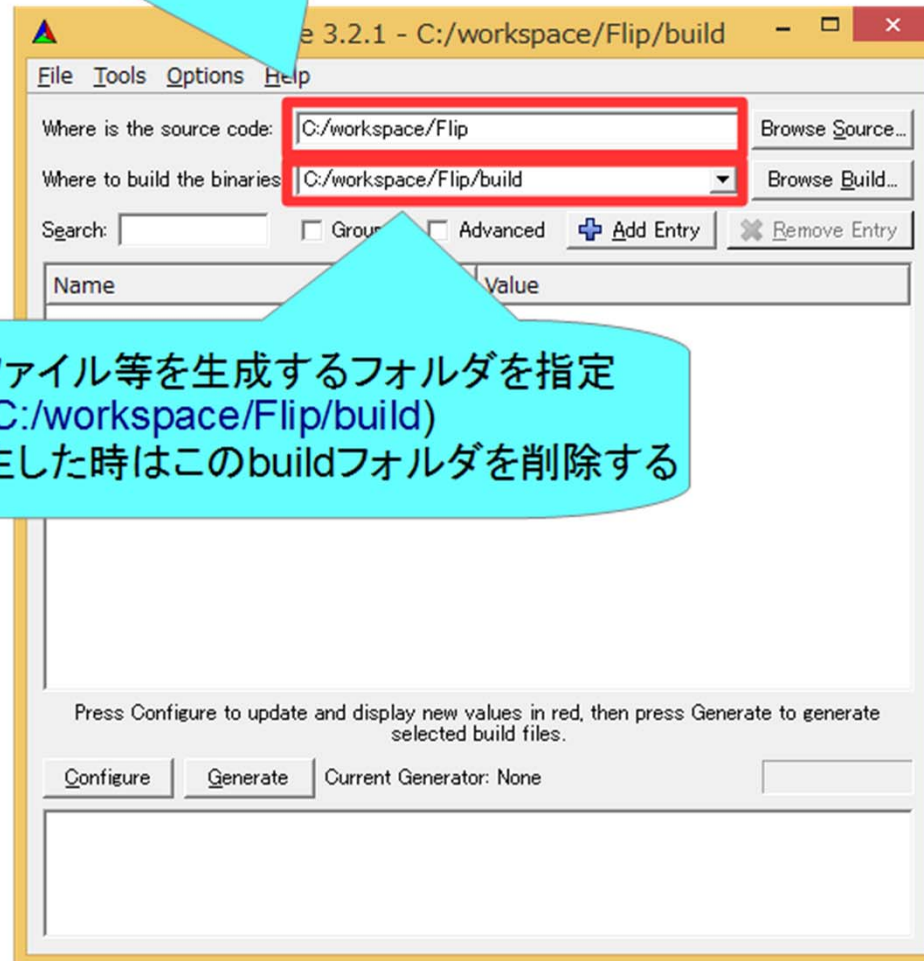 e 3.2.1 - C:/workspace/Flip/build
File Tools Options Help
Where is the source code: C:/workspace/Flip Browse Source...
Where to build the binaries C:/workspace/Flip/build Browse Build...
Search: Group Advanced Add Entry Remove Entry
Name Value
ファイル等を生成するフォルダを指定
C:/workspace/Flip/build)
した時はこのbuildフォルダを削除する
Press Configure to update and display new values in red, then press Generate to generate
selected build files.
Configure Generate Current Generator: None